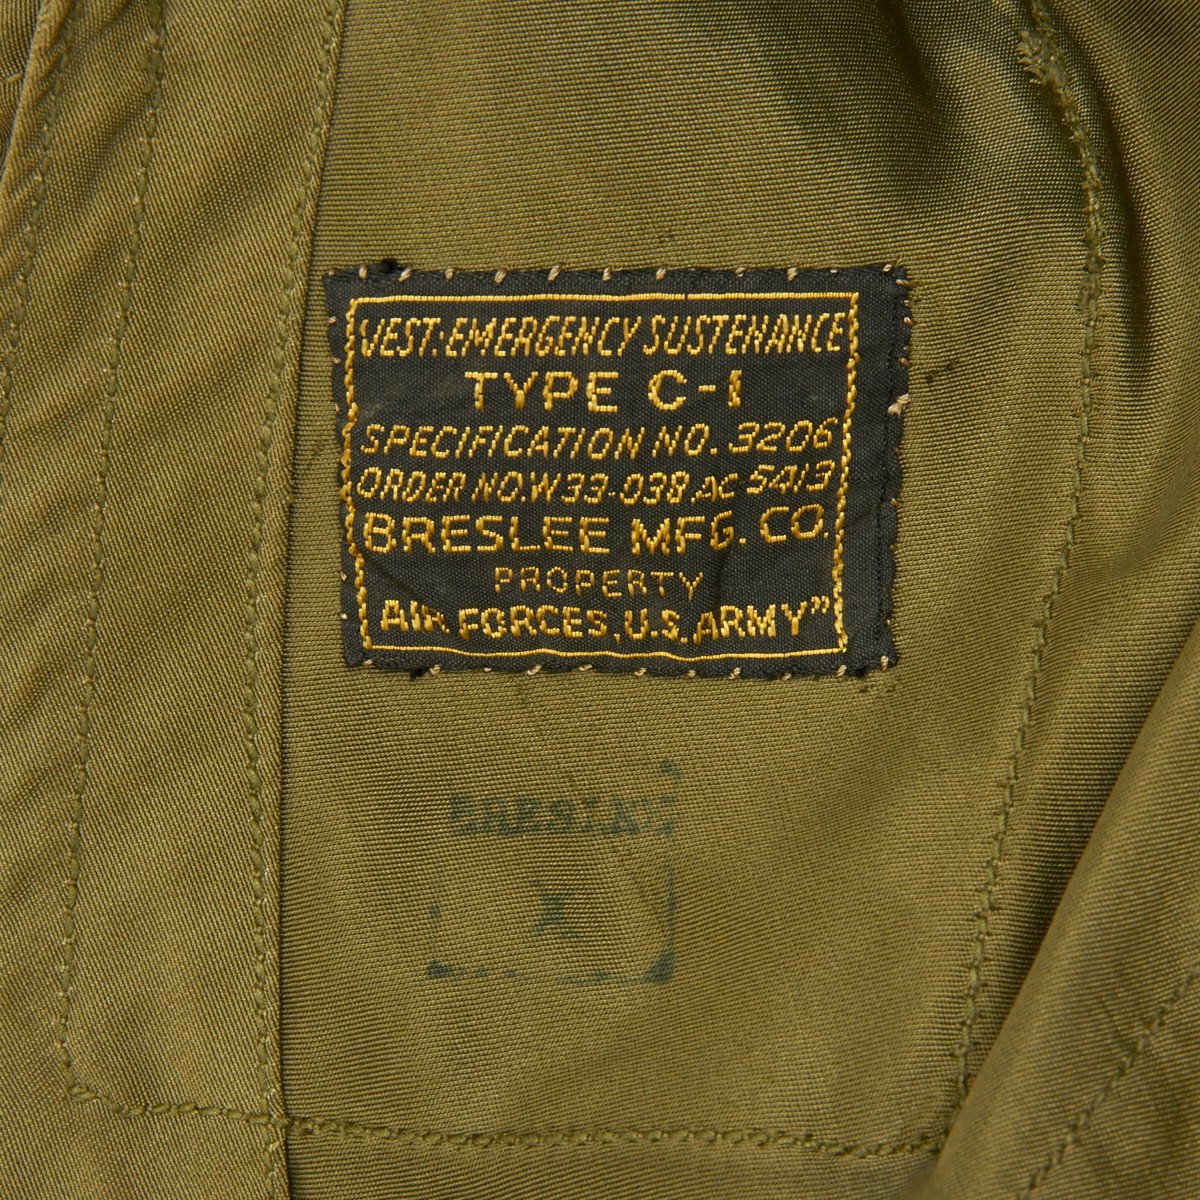 VEST: EMERGENCY SUSTENANCE
TYPE C-1
SPECIFICATION NO. 3206
ORDER NO. W33-038 AC 5413
BRESLEE MFG. CO.
PROPERTY
AIR FORCES, U.S. ARMY”